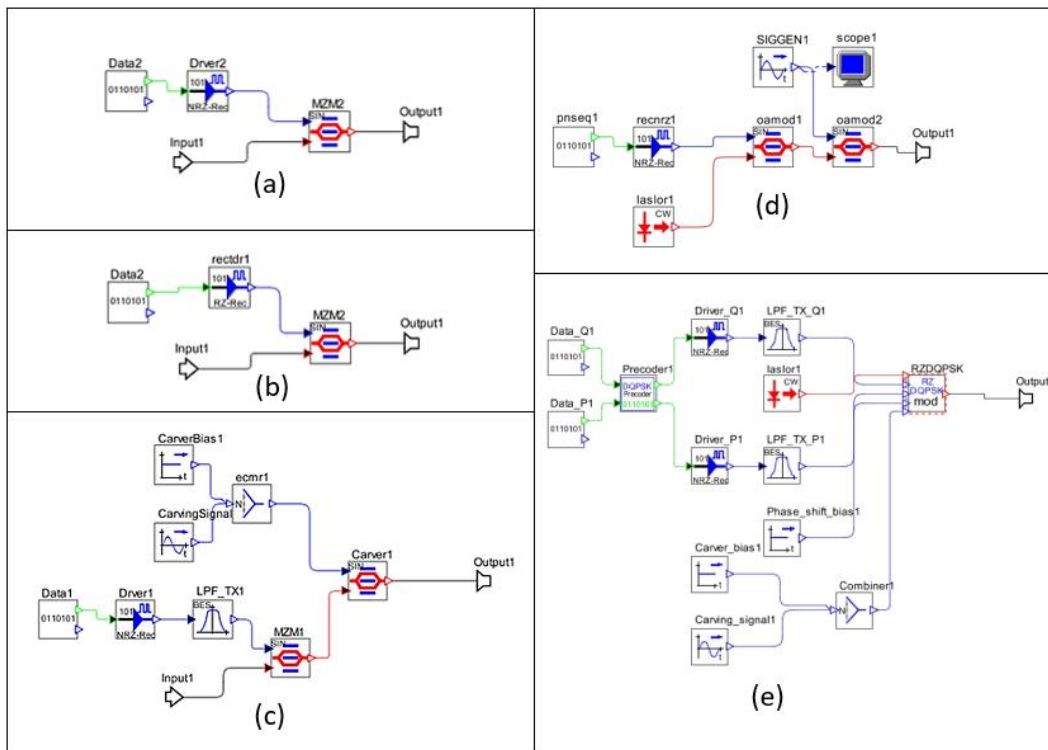 Data2
0110101
Drver2
101
NRZ-Rec
MZM2
SIN
Input1
Output1
(a)
Data2
0110101
rectdr1
101
RZ-Rec
MZM2
SIN
Input1
Output1
(b)
CarverBias1
t
ecmr1
N
CarvingSignal
t
Carver1
SIN
Output1
Data1
0110101
Drver1
101
NRZ-Rec
LPF_TX1
BES
MZM1
SIN
Input1
(c)
SIGGEN1
t
scope1
pnseq1
0110101
recnrz1
101
NRZ-Rec
oamod1
SIN
oamod2
SIN
Output1
laslor1
CW
(d)
Data_Q1
0110101
Data_P1
0110101
Precoder1
DQPSK
Precoder
011010
Driver_Q1
101
NRZ-Rec
LPF_TX_Q1
BES
laslor1
CW
RZDQPSK
RZ
DQPSK
mod
Output
Driver_P1
101
NRZ-Rec
LPF_TX_P1
BES
Phase_shift_bias1
t
Carver_bias1
t
Combiner1
N
Carving_signal1
t
(e)